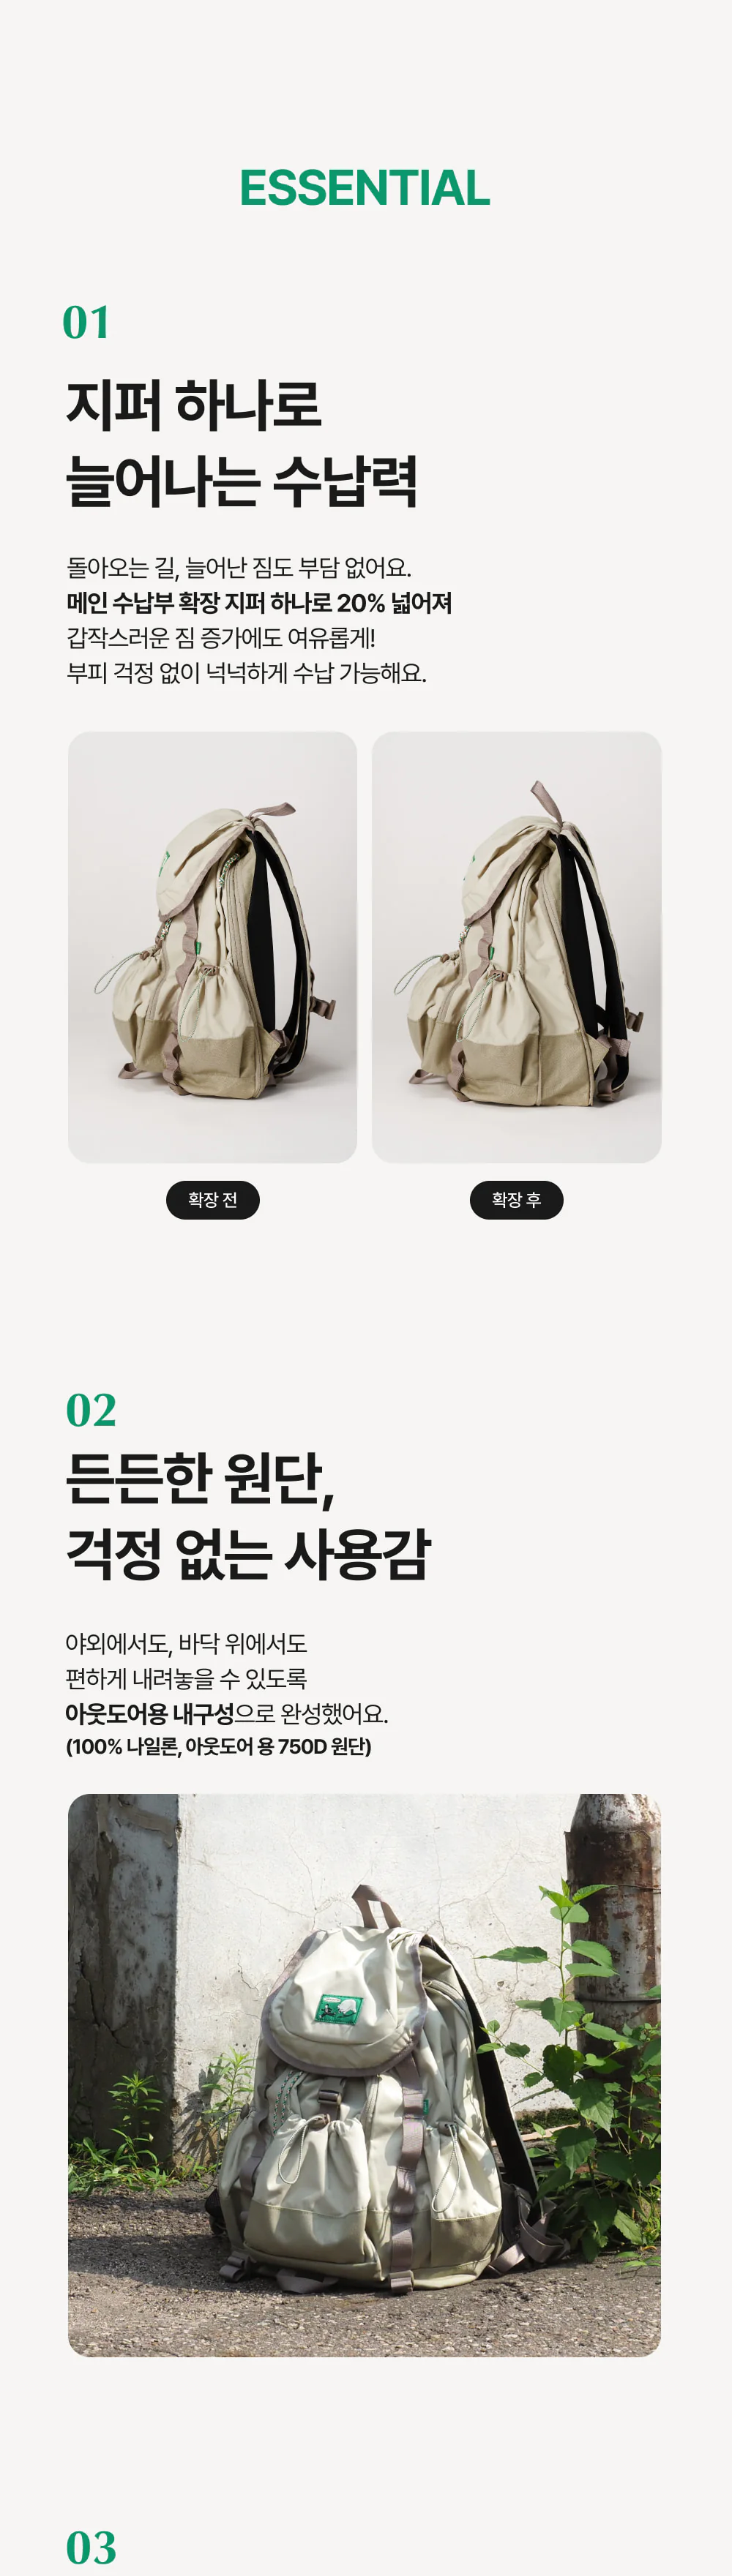 ESSENTIAL
01
지퍼 하나로
늘어나는 수납력
돌아오는 길, 늘어난 짐도 부담 없어요.
메인 수납부 확장 지퍼 하나로 20% 넓어져
갑작스러운 짐 증가에도 여유롭게!
부피 걱정 없이 넉넉하게 수납 가능해요.
확장 전
확장 후
02
든든한 원단,
걱정 없는 사용감
야외에서도, 바닥 위에서도
편하게 내려놓을 수 있도록
아웃도어용 내구성으로 완성했어요.
(100% 나일론, 아웃도어 용 750D 원단)
03